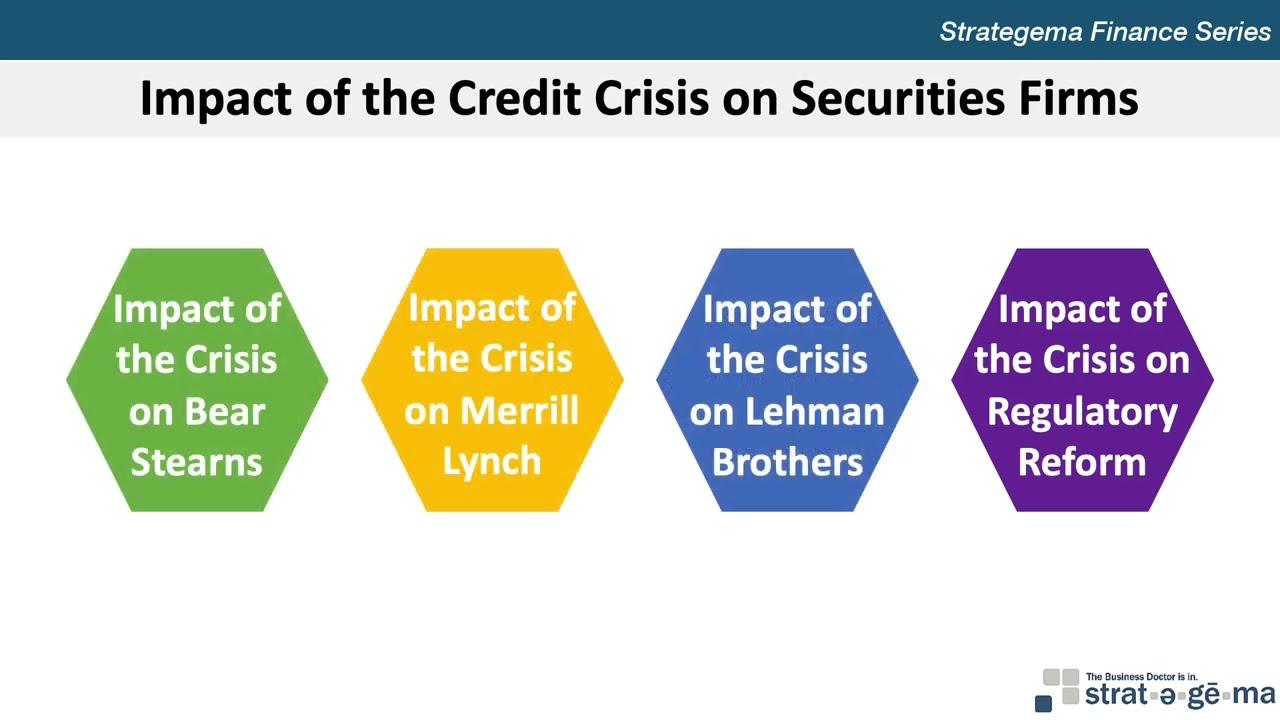 Strategema Finance Series
Impact of the Credit Crisis on Securities Firms
Impact of
the Crisis
on Bear
Stearns
Impact of
the Crisis
on Merrill
Lynch
Impact of
the Crisis
on Lehman
Brothers
Impact of
the Crisis on
Regulatory
Reform
The Business Doctor is in.
strat·ə·gē·ma